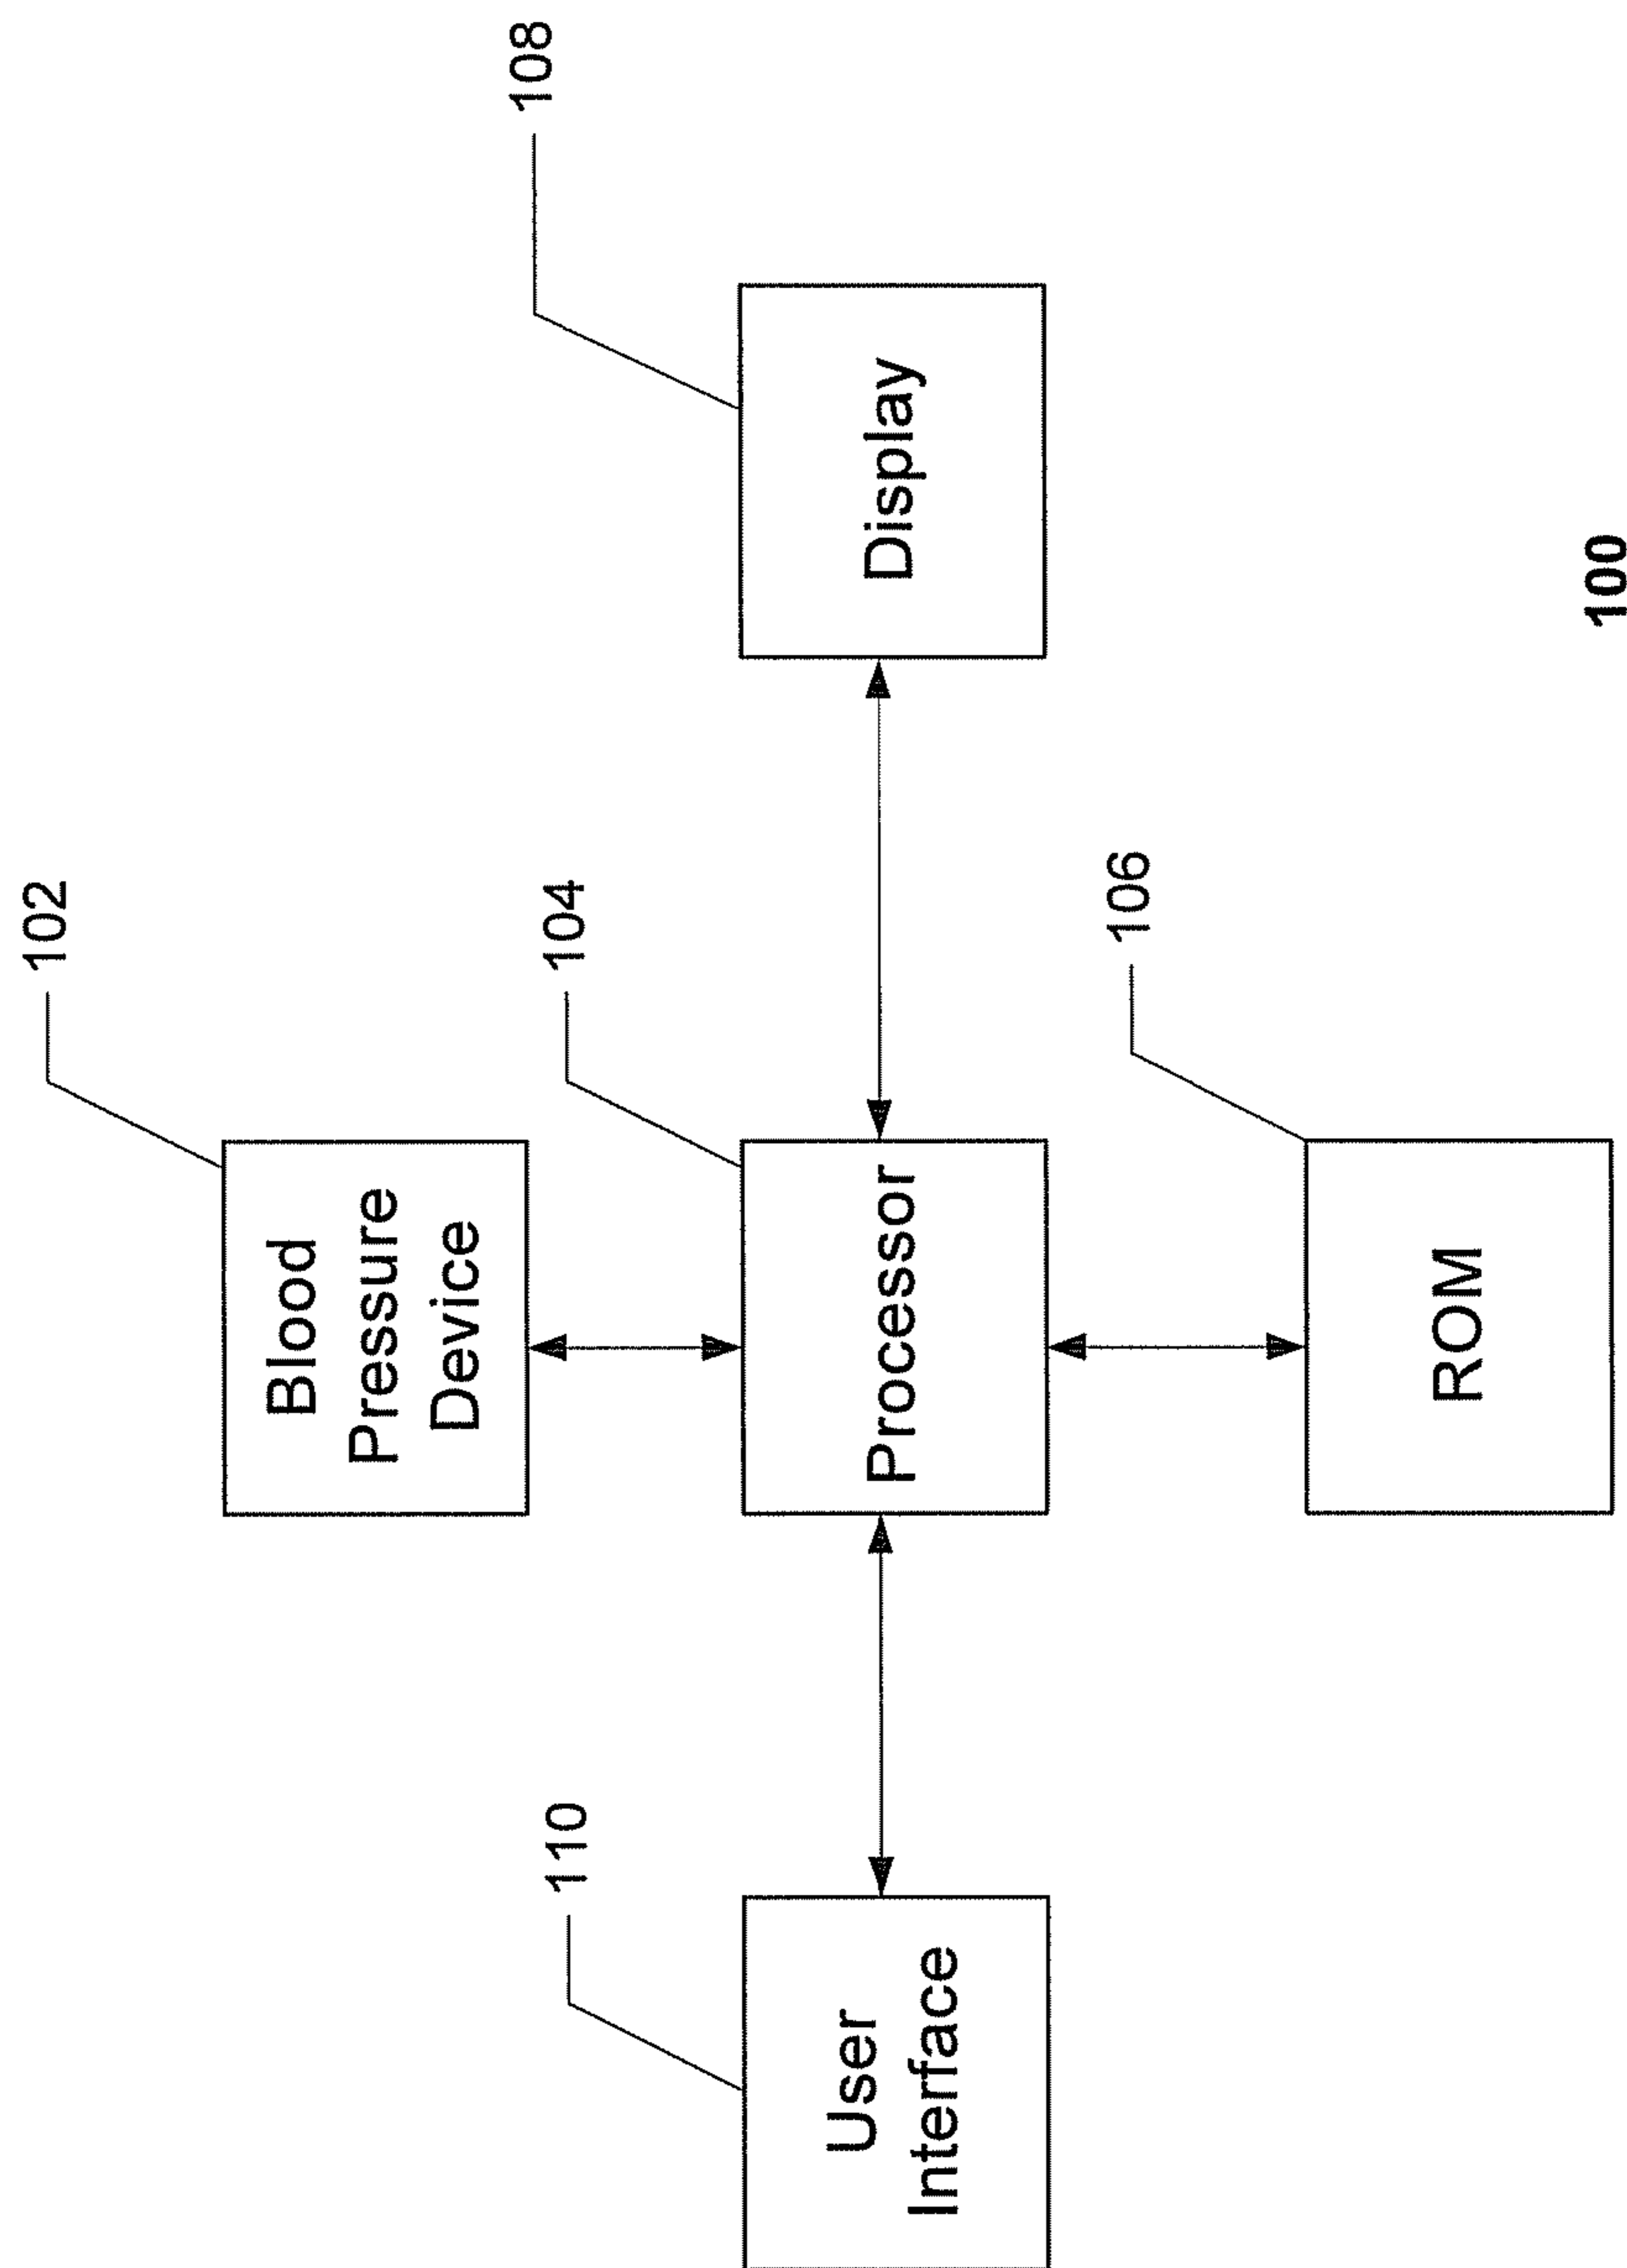 102
Blood
Pressure
Device
110
104
108
User
Interface
Processor
Display
106
ROM
100